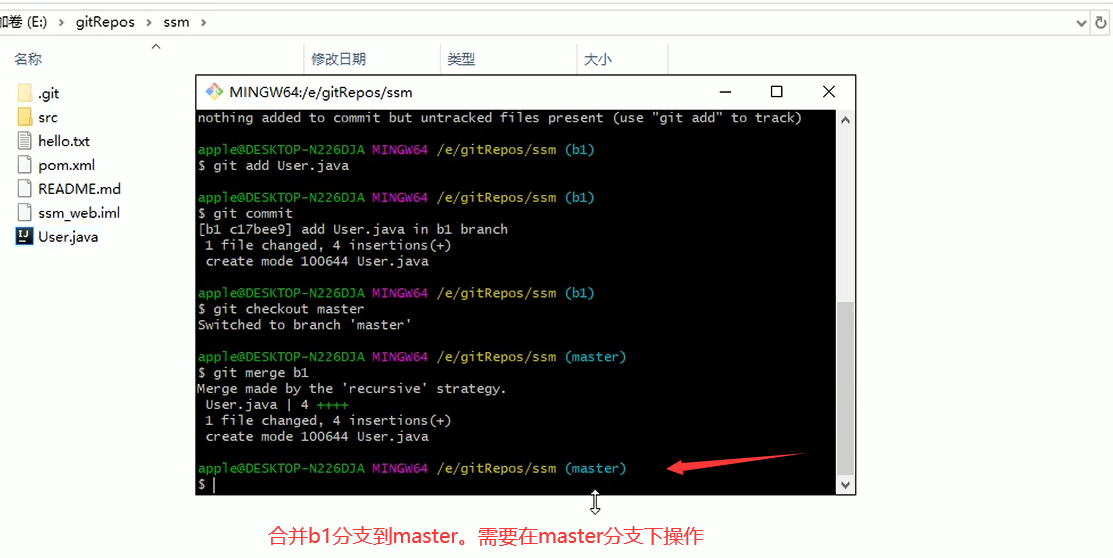 加卷 (E:) > gitRepos > ssm >
名称 修改日期 类型 大小
.git
src
hello.txt
pom.xml
README.md
ssm_web.iml
User.java
MINGW64:/e/gitRepos/ssm
nothing added to commit but untracked files present (use "git add" to track)
apple@DESKTOP-N226DJA MINGW64 /e/gitRepos/ssm (b1)
$ git add User.java
apple@DESKTOP-N226DJA MINGW64 /e/gitRepos/ssm (b1)
$ git commit
[b1 c17bee9] add User.java in b1 branch
1 file changed, 4 insertions(+)
create mode 100644 User.java
apple@DESKTOP-N226DJA MINGW64 /e/gitRepos/ssm (b1)
$ git checkout master
Switched to branch 'master'
apple@DESKTOP-N226DJA MINGW64 /e/gitRepos/ssm (master)
$ git merge b1
Merge made by the 'recursive' strategy.
User.java | 4 ++++
1 file changed, 4 insertions(+)
create mode 100644 User.java
apple@DESKTOP-N226DJA MINGW64 /e/gitRepos/ssm (master)
$
合并b1分支到master。需要在master分支下操作